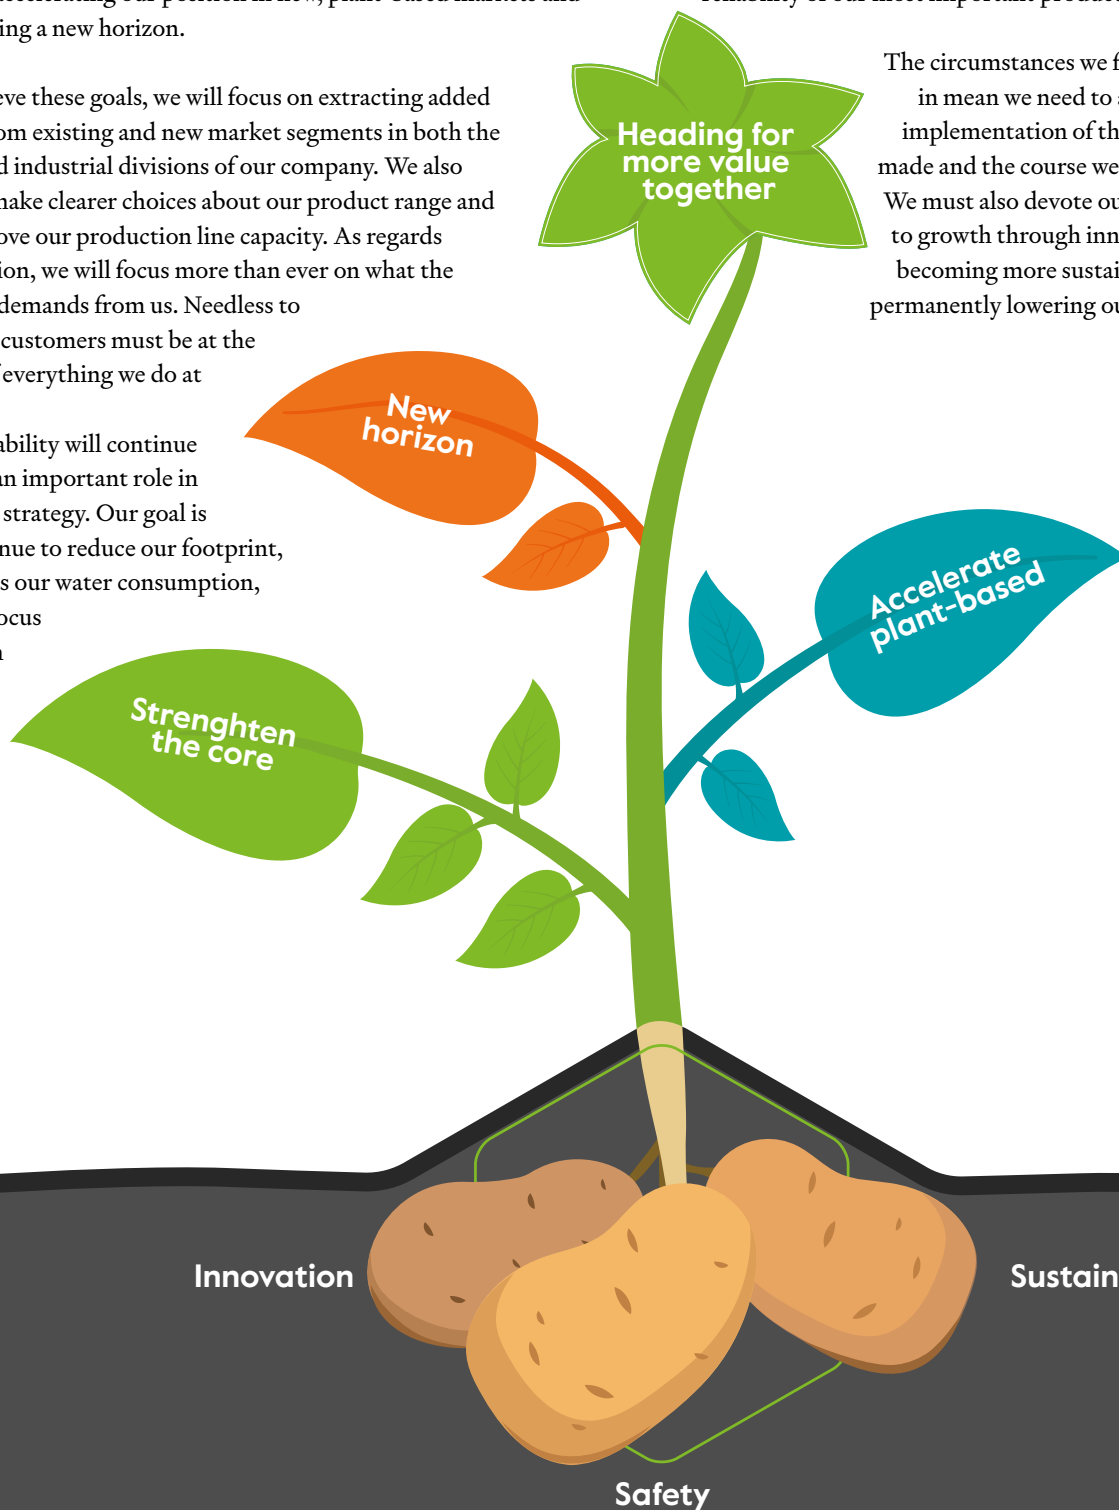 ing a new horizon.
eve these goals, we will focus on extracting added
om existing and new market segments in both the
d industrial divisions of our company. We also
make clearer choices about our product range and
ove our production line capacity. As regards
ion, we will focus more than ever on what the
demands from us. Needless to
customers must be at the
everything we do at
ability will continue
an important role in
strategy. Our goal is
nue to reduce our footprint,
s our water consumption,
ocus
The circumstances we f
in mean we need to
implementation of th
made and the course we
We must also devote ou
to growth through inn
becoming more sustai
permanently lowering ou
Heading for
more value
together
New
horizon
Accelerate
plant-based
Strenghten
the core
Innovation
Sustain
Safety